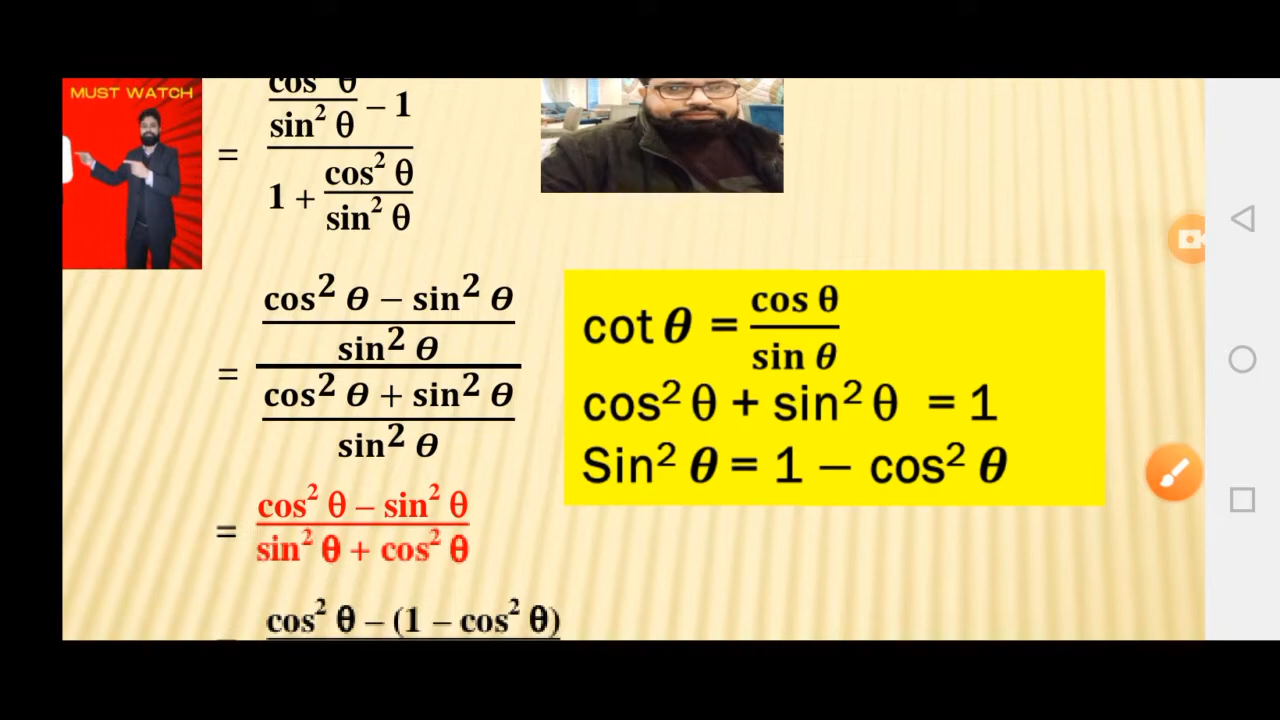 MUST WATCH
= (cos² θ/sin² θ − 1)/(1 + cos² θ/sin² θ)
= ((cos² θ − sin² θ)/sin² θ)/((cos² θ + sin² θ)/sin² θ)
= (cos² θ − sin² θ)/(sin² θ + cos² θ)
cos² θ − (1 − cos² θ)
cot θ = cos θ/sin θ
cos² θ + sin² θ = 1
Sin² θ = 1 − cos² θ